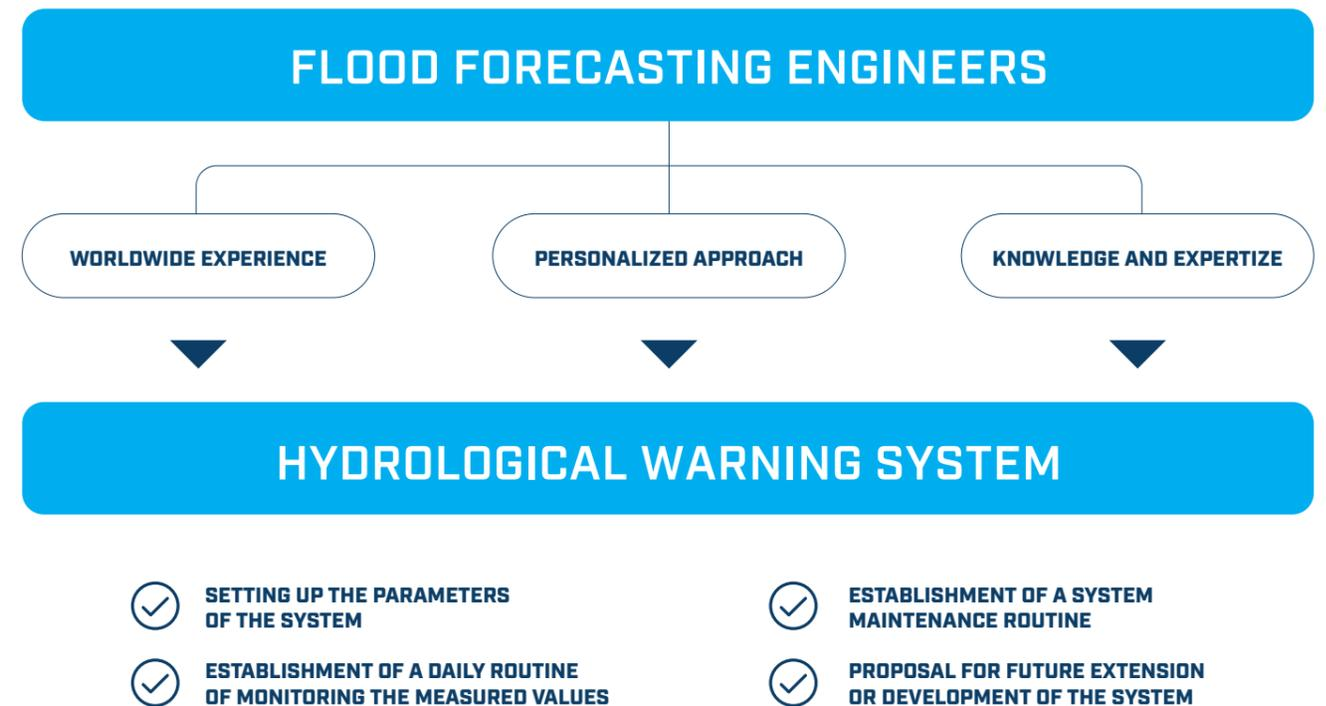 FLOOD FORECASTING ENGINEERS
WORLDWIDE EXPERIENCE
PERSONALIZED APPROACH
KNOWLEDGE AND EXPERTIZE
HYDROLOGICAL WARNING SYSTEM
SETTING UP THE PARAMETERS
OF THE SYSTEM
ESTABLISHMENT OF A DAILY ROUTINE
OF MONITORING THE MEASURED VALUES
ESTABLISHMENT OF A SYSTEM
MAINTENANCE ROUTINE
PROPOSAL FOR FUTURE EXTENSION
OR DEVELOPMENT OF THE SYSTEM